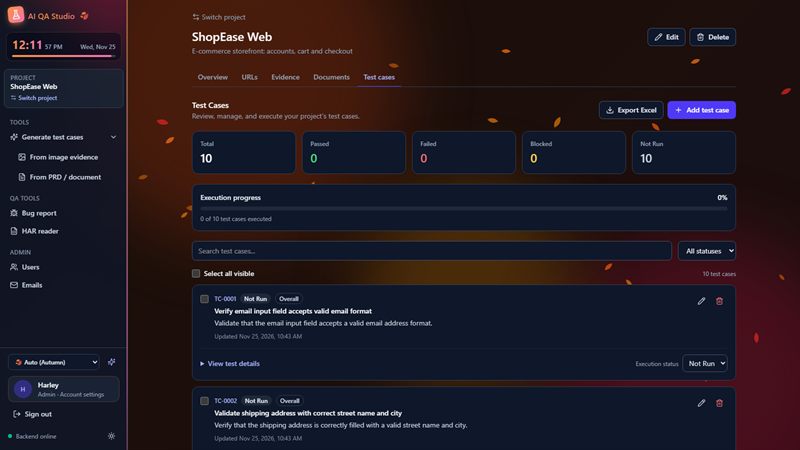 AI QA Studio
12:11 57 PM Wed, Nov 25
PROJECT
ShopEase Web
Switch project
TOOLS
Generate test cases
From image evidence
From PRD / document
QA TOOLS
Bug report
HAR reader
ADMIN
Users
Emails
Auto (Autumn)
H
Harley
Admin · Account settings
Sign out
Backend online
Switch project
ShopEase Web
E-commerce storefront: accounts, cart and checkout
Edit
Delete
Overview URLs Evidence Documents Test cases
Test Cases
Review, manage, and execute your project's test cases.
Export Excel
Add test case
Total Passed Failed Blocked Not Run
10 0 0 0 10
Execution progress 0%
0 of 10 test cases executed
Search test cases...
All statuses
Select all visible 10 test cases
TC-0001 Not Run Overall
Verify email input field accepts valid email format
Validate that the email input field accepts a valid email address format.
Updated Nov 25, 2026, 10:43 AM
View test details Execution status Not Run
TC-0002 Not Run Overall
Validate shipping address with correct street name and city
Verify that the shipping address is correctly filled with a valid street name and city.
Updated Nov 25, 2026, 10:43 AM